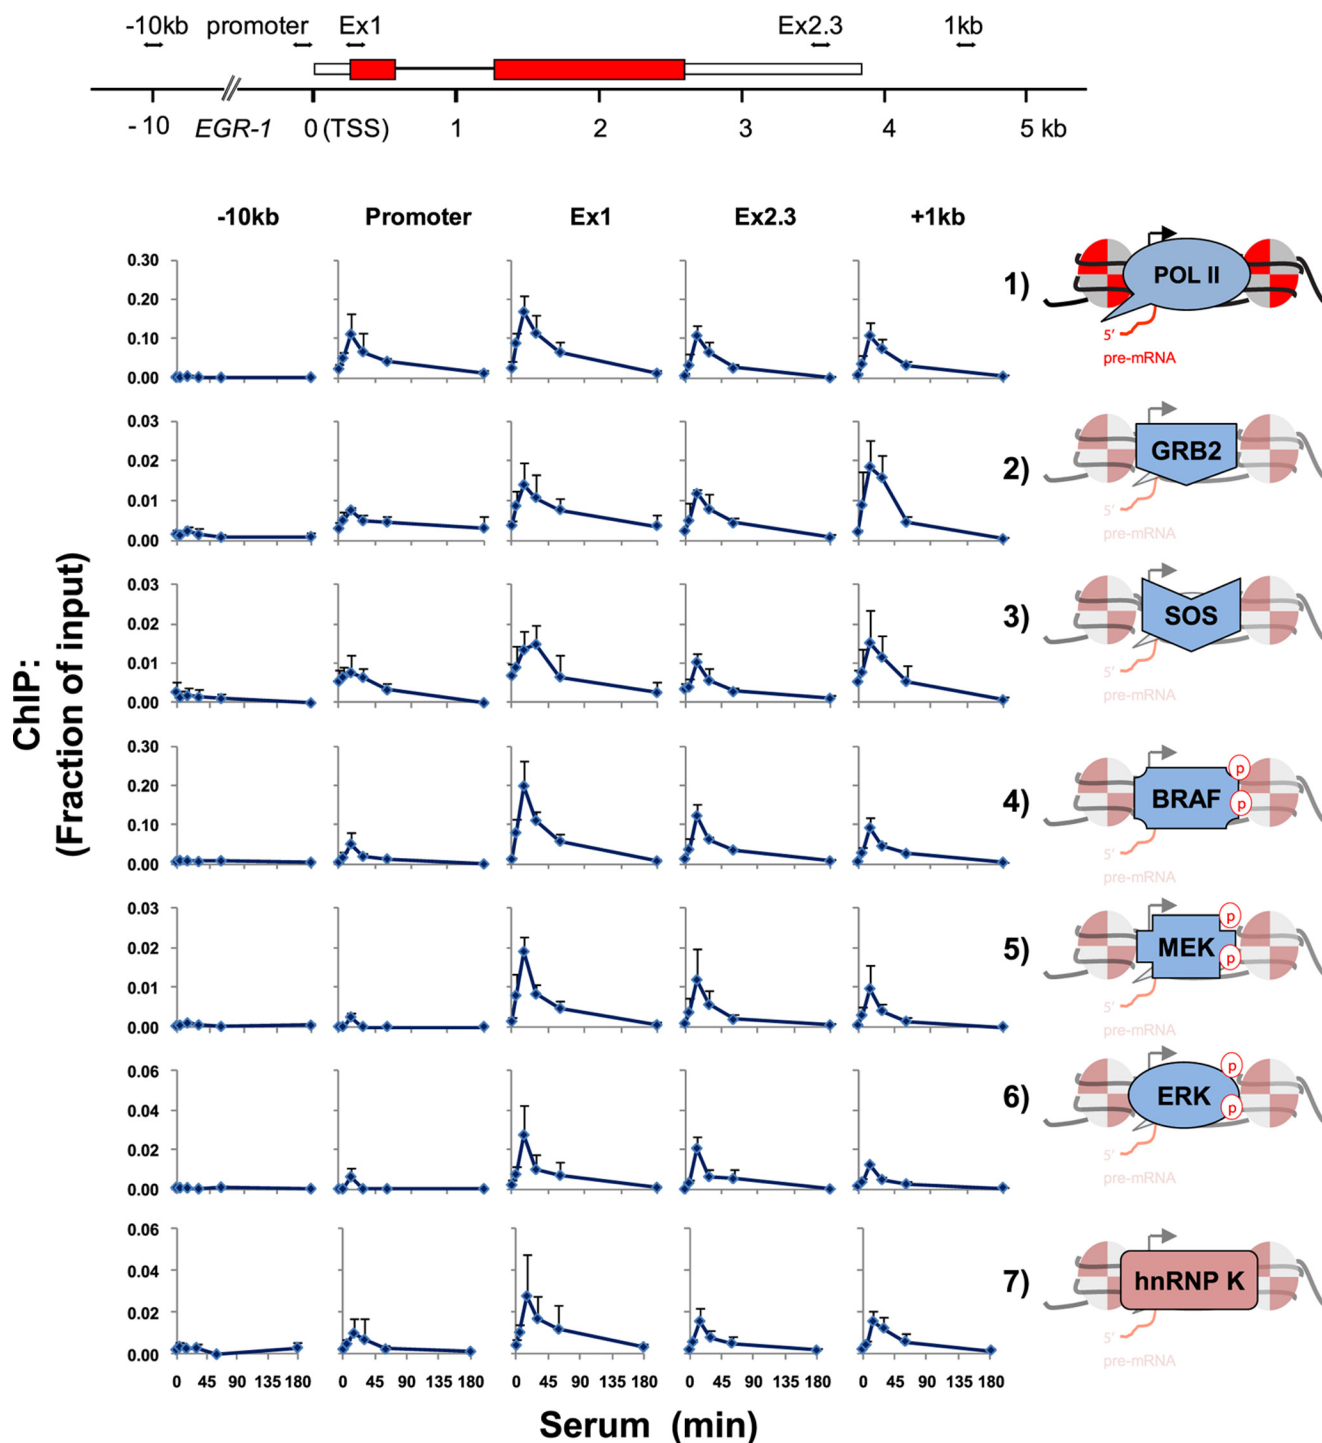 -10kb promoter Ex1 Ex2.3 1kb
-10 EGR-1 0 (TSS) 1 2 3 4 5 kb
-10kb Promoter Ex1 Ex2.3 +1kb
ChIP:
(Fraction of input)
0.30
0.20
0.10
0.00
1) POL II
5′
pre-mRNA
0.03
0.02
0.01
0.00
2) GRB2
5′
pre-mRNA
0.03
0.02
0.01
0.00
3) SOS
5′
pre-mRNA
0.30
0.20
0.10
0.00
4) BRAF p p
5′
pre-mRNA
0.03
0.02
0.01
0.00
5) MEK p p
5′
pre-mRNA
0.06
0.04
0.02
0.00
6) ERK p p
5′
pre-mRNA
0.06
0.04
0.02
0.00
7) hnRNP K
5′
pre-mRNA
0 45 90 135 180 0 45 90 135 180 0 45 90 135 180 0 45 90 135 180 0 45 90 135 180
Serum (min)